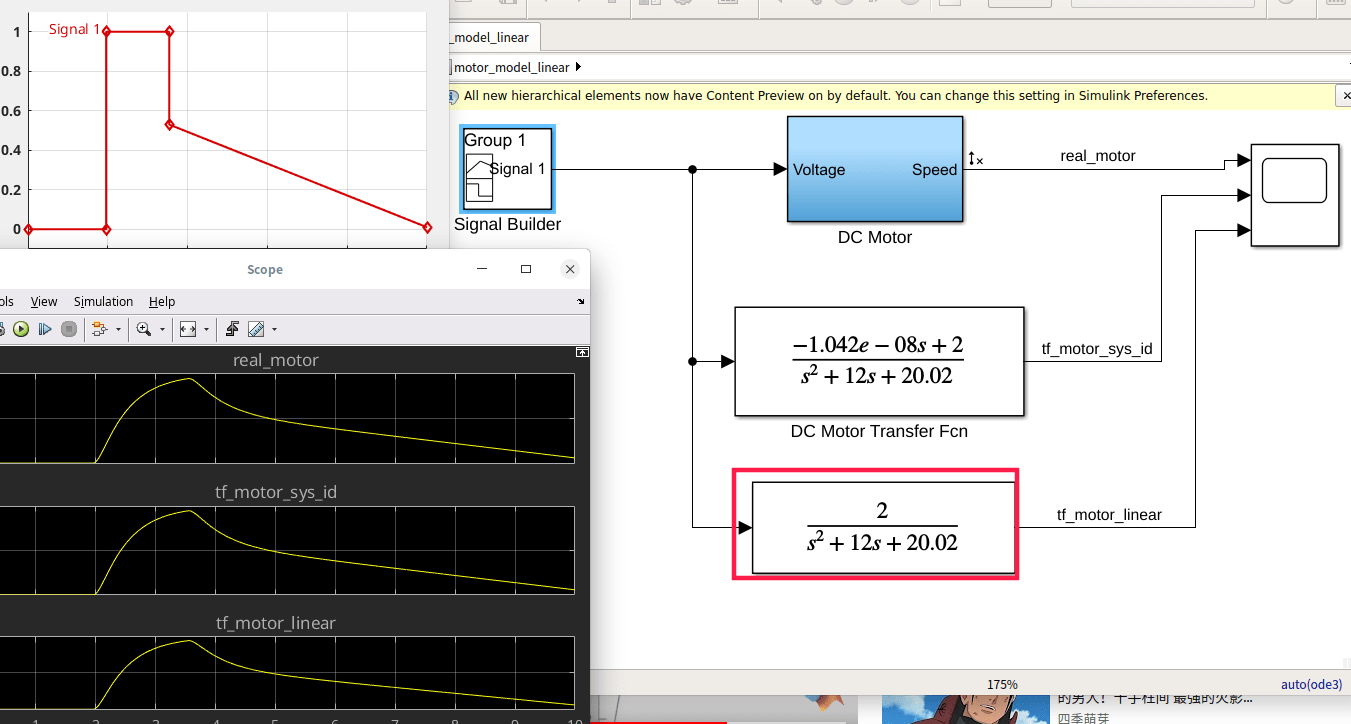 Signal 1
1
0.8
0.6
0.4
0.2
0
_model_linear
motor_model_linear
All new hierarchical elements now have Content Preview on by default. You can change this setting in Simulink Preferences.
Group 1
Signal 1
Signal Builder
Voltage
Speed
DC Motor
real_motor
−1.042e − 08s + 2
s² + 12s + 20.02
DC Motor Transfer Fcn
tf_motor_sys_id
2
s² + 12s + 20.02
tf_motor_linear
Scope
ols View Simulation Help
real_motor
tf_motor_sys_id
tf_motor_linear
1 2 3 4 5 6 7 8 9 10
175%
auto(ode3)
的男人！千手柱间 最强的火影...
四季萌芽